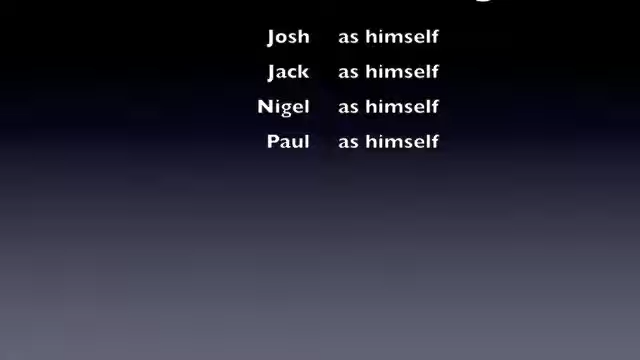 Josh as himself
Jack as himself
Nigel as himself
Paul as himself